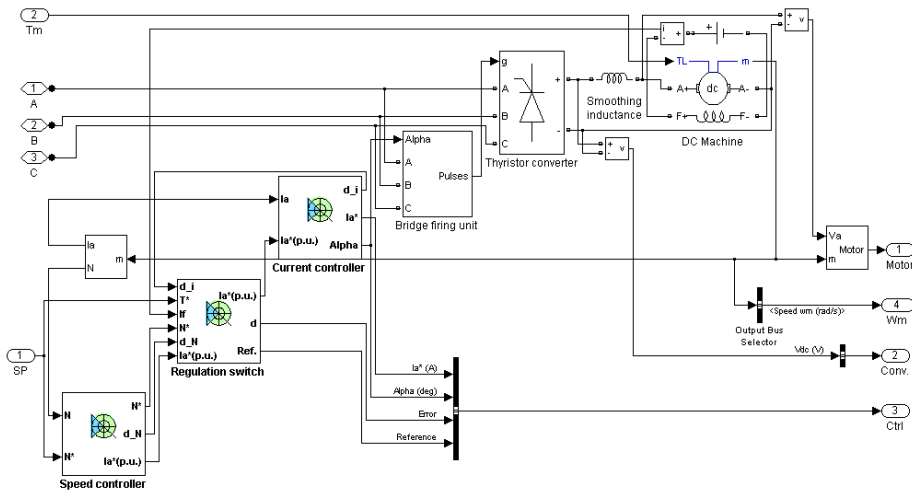 2
Tm
1
A
2
B
3
C
g
A
B
C
+
-
Thyristor converter
Smoothing
inductance
i
+
-
+
-
TL
m
dc
A+
A-
F+
F-
DC Machine
+
-
v
+
-
v
Alpha
A
B
C
Pulses
Bridge firing unit
Ia
Ia*(p.u.)
d_i
Ia*
Alpha
Current controller
Ia
N
m
d_i
T*
If
N*
d_N
Ia*(p.u.)
Ia*(p.u.)
d
Ref.
Regulation switch
1
SP
N
N*
N*
d_N
Ia*(p.u.)
Speed controller
Ia* (A)
Alpha (deg)
Error
Reference
Va
m
Motor
1
Motor
<Speed wm (rad/s)>
Output Bus
Selector
4
Wm
Vdc (V)
2
Conv.
3
Ctrl